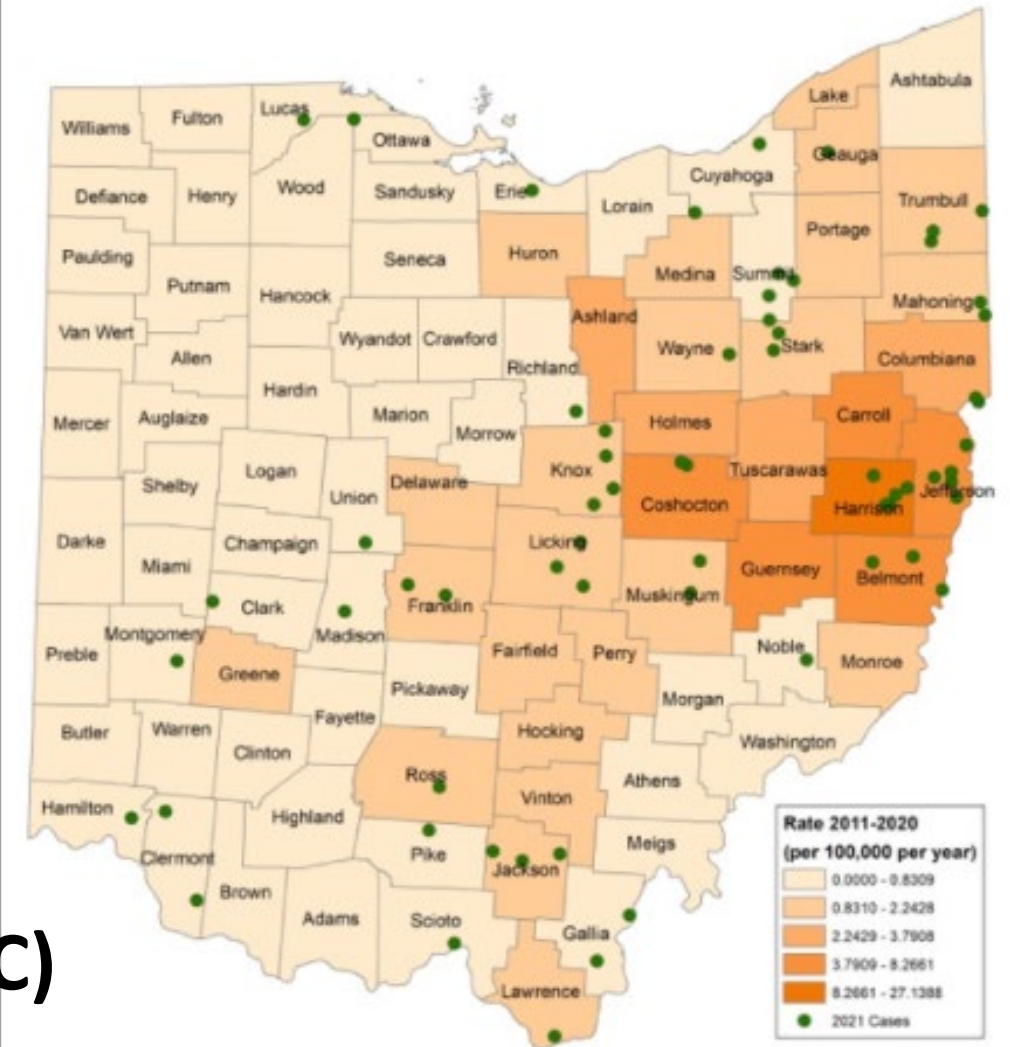 Ashtabula
Lake
Lucas
Fulton
Williams
Ottawa
Geauga
Cuyahoga
Wood
Sandusky
Erie
Defiance
Henry
Lorain
Trumbull
Portage
Huron
Paulding
Seneca
Medina
Summit
Putnam
Hancock
Mahoning
Ashland
Van Wert
Wyandot
Crawford
Wayne
Stark
Allen
Richland
Columbiana
Hardin
Mercer
Auglaize
Marion
Carroll
Holmes
Morrow
Logan
Knox
Tuscarawas
Shelby
Delaware
Union
Jefferson
Coshocton
Harrison
Darke
Champaign
Licking
Miami
Guernsey
Belmont
Muskingum
Clark
Franklin
Montgomery
Madison
Noble
Fairfield
Perry
Preble
Monroe
Greene
Pickaway
Morgan
Fayette
Butler
Warren
Hocking
Washington
Clinton
Ross
Athens
Vinton
Hamilton
Highland
Meigs
Pike
Clermont
Jackson
Brown
Adams
Scioto
Gallia
Lawrence
C)
Rate 2011-2020
(per 100,000 per year)
0.0000 - 0.8309
0.8310 - 2.2428
2.2429 - 3.7908
3.7909 - 8.2661
8.2661 - 27.1388
2021 Cases